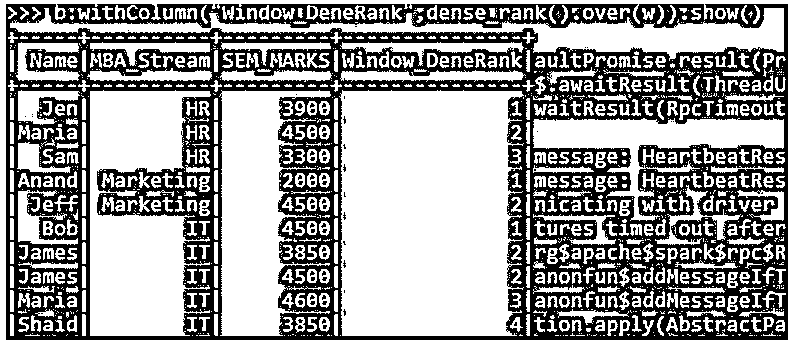 >>> b.withColumn("Window_DeneRank",dense_rank().over(w)).show()
| Name|MBA_Stream|SEM_MARKS|Window_DeneRank|aultPromise.result(Pr
$.awaitResult(ThreadU
| Jen| HR| 3900| 1|waitResult(RpcTimeout
|Maria| HR| 4500| 2|
| Sam| HR| 3300| 3|message: HeartbeatRes
|Anand| Marketing| 2000| 1|message: HeartbeatRes
| Jeff| Marketing| 4500| 2|nicating with driver
| Bob| IT| 4500| 1|tures timed out after
|James| IT| 3850| 2|rg$apache$spark$rpc$R
|James| IT| 4500| 2|anonfun$addMessageIfT
|Maria| IT| 4600| 3|anonfun$addMessageIfT
|Shaid| IT| 3850| 4|tion.apply(AbstractPa